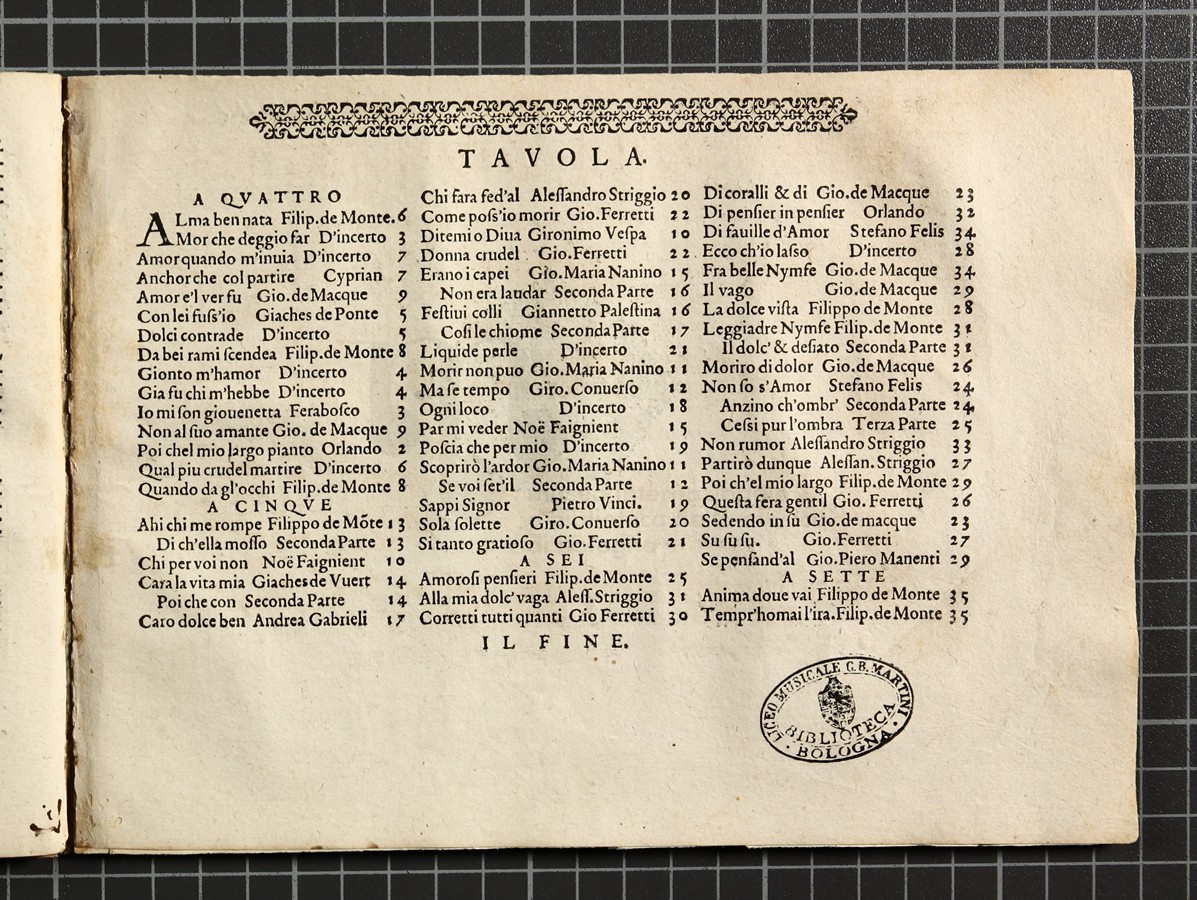 TAVOLA.
A QVATTRO
ALma ben nata Filip. de Monte. 6
AMor che deggio far D'incerto 3
Amor quando m'inuia D'incerto 7
Anchor che col partire Cyprian 7
Amor e'l ver fu Gio. de Macque 9
Con lei fuſs'io Giaches de Ponte 5
Dolci contrade D'incerto 5
Da bei rami ſcendea Filip. de Monte 8
Gionto m'hamor D'incerto 4
Gia fu chi m'hebbe D'incerto 4
Io mi ſon giouenetta Feraboſco 3
Non al ſuo amante Gio. de Macque 9
Poi chel mio largo pianto Orlando 2
Qual piu crudel martire D'incerto 6
Quando da gl'occhi Filip. de Monte 8
A CINQVE
Ahi chi me rompe Filippo de Mõte 13
Di ch'ella moſſo Seconda Parte 13
Chi per voi non Noë Faignient 10
Cara la vita mia Giaches de Vuert 14
Poi che con Seconda Parte 14
Caro dolce ben Andrea Gabrieli 17
Chi fara fed'al Aleſſandro Striggio 20
Come poſs'io morir Gio. Ferretti 22
Ditemi o Diua Gironimo Veſpa 10
Donna crudel Gio. Ferretti 22
Erano i capei Gio. Maria Nanino 15
Non era laudar Seconda Parte 16
Feſtiui colli Giannetto Paleſtina 16
Coſi le chiome Seconda Parte 17
Liquide perle D'incerto 21
Morir non puo Gio. Maria Nanino 11
Ma ſe tempo Giro. Conuerſo 12
Ogni loco D'incerto 18
Par mi veder Noë Faignient 15
Poſcia che per mio D'incerto 19
Scoprirò l'ardor Gio. Maria Nanino 11
Se voi ſet'il Seconda Parte 12
Sappi Signor Pietro Vinci. 19
Sola ſolette Giro. Conuerſo 20
Si tanto gratioſo Gio. Ferretti 21
A SEI
Amoroſi penſieri Filip. de Monte 25
Alla mia dolc' vaga Aleſſ. Striggio 31
Corretti tutti quanti Gio Ferretti 30
Di coralli & di Gio. de Macque 23
Di penſier in penſier Orlando 32
Di fauille d'Amor Stefano Felis 34
Ecco ch'io laſſo D'incerto 28
Fra belle Nymfe Gio. de Macque 34
Il vago Gio. de Macque 29
La dolce viſta Filippo de Monte 28
Leggiadre Nymfe Filip. de Monte 31
Il dolc' & deſiato Seconda Parte 31
Moriro di dolor Gio. de Macque 26
Non ſo s'Amor Stefano Felis 24
Anzino ch'ombr' Seconda Parte 24
Ceſſi pur l'ombra Terza Parte 25
Non rumor Aleſſandro Striggio 33
Partirò dunque Aleſſan. Striggio 27
Poi ch'el mio largo Filip. de Monte 29
Queſta ſera gentil Gio. Ferretti 26
Sedendo in ſu Gio. de macque 23
Su ſu ſu. Gio. Ferretti 27
Se penſand'al Gio. Piero Manenti 29
A SETTE
Anima doue vai Filippo de Monte 35
Tempr'homai l'ira. Filip. de Monte 35
IL FINE.
LICEO MUSICALE G. B. MARTINI
BIBLIOTECA
BOLOGNA